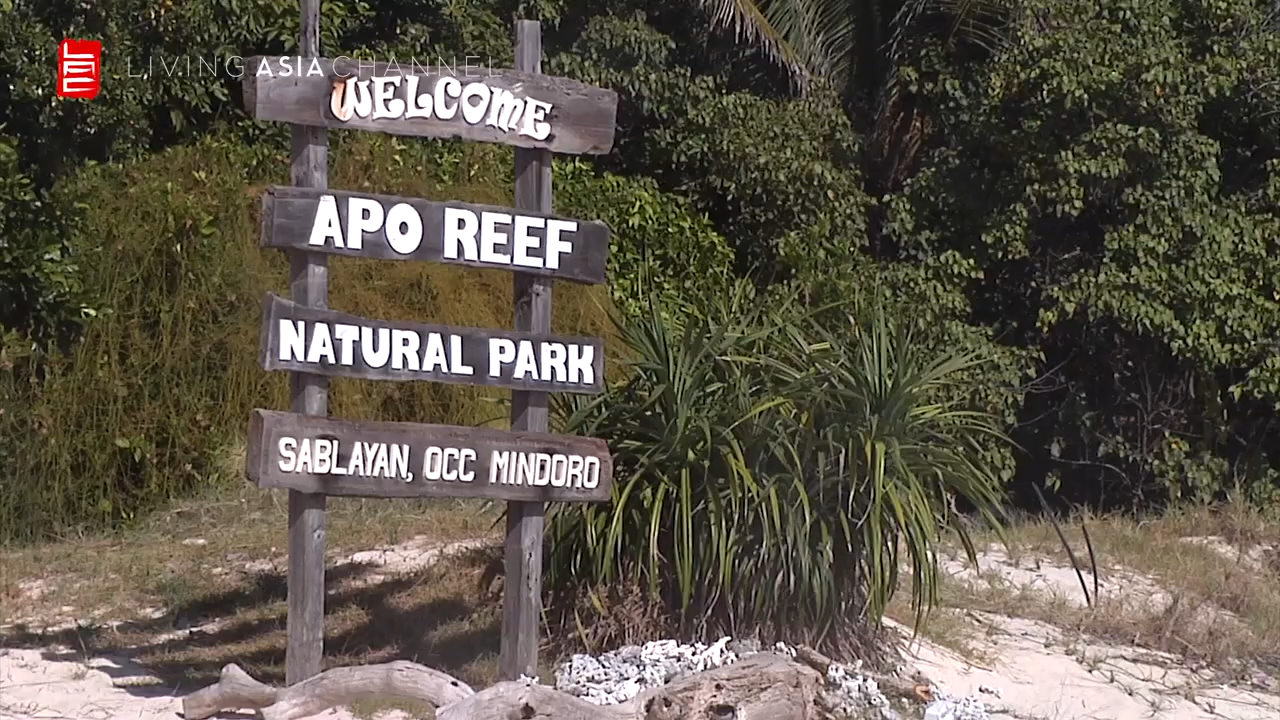 LIVING ASIA CHANNEL
WELCOME
APO REEF
NATURAL PARK
SABLAYAN, OCC MINDORO